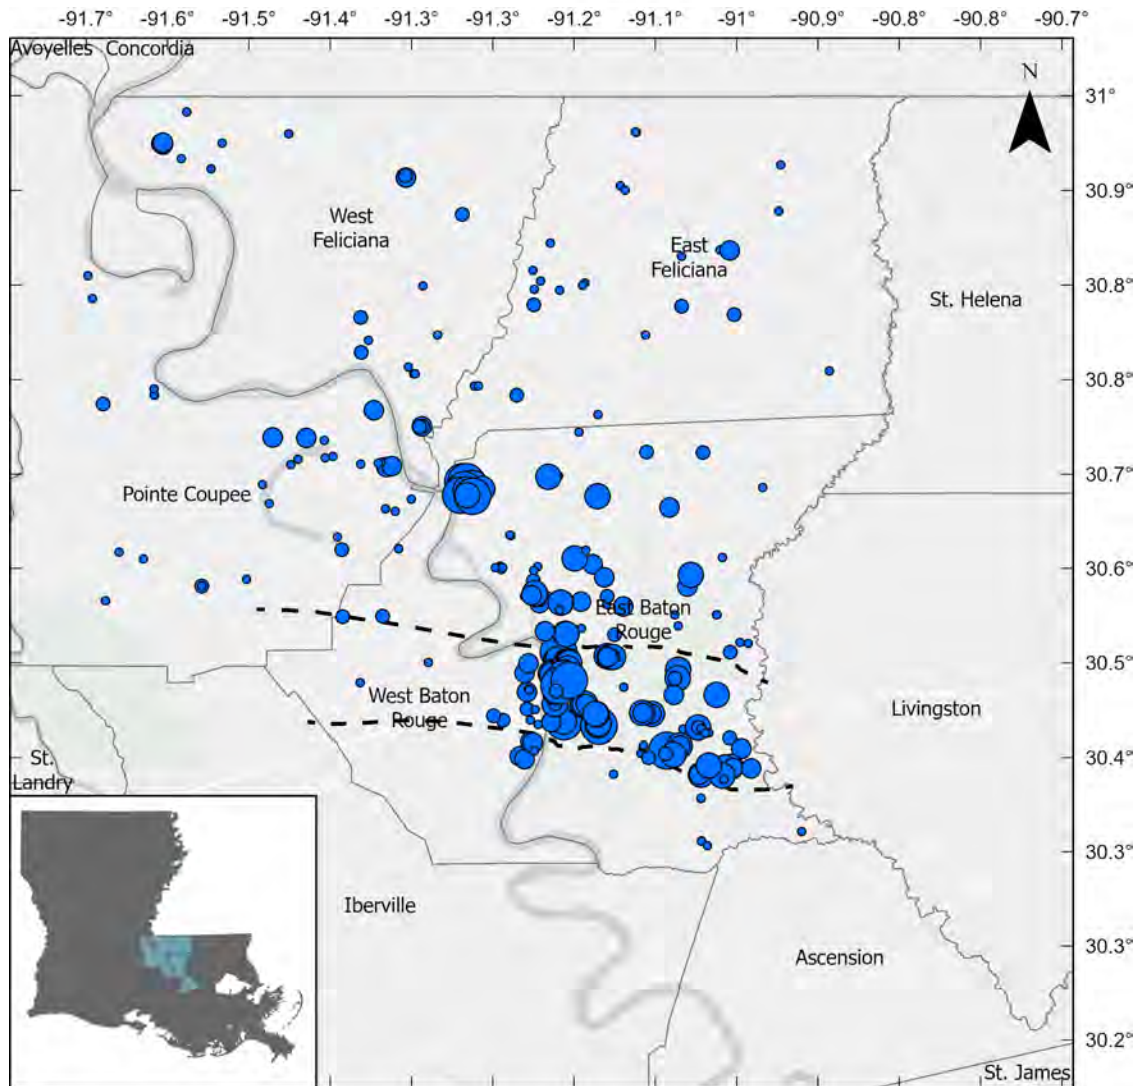 -91.7° -91.6° -91.5° -91.4° -91.3° -91.3° -91.2° -91.1° -91° -90.9° -90.8° -90.7°
Avoyelles Concordia
N
31°
30.9°
West
Feliciana
East
Feliciana
St. Helena
30.8°
30.8°
Pointe Coupee
30.7°
30.6°
East Baton
Rouge
30.5°
West Baton
Rouge
Livingston
St.
Landry
30.4°
30.3°
Iberville
Ascension
30.3°
30.2°
St. James